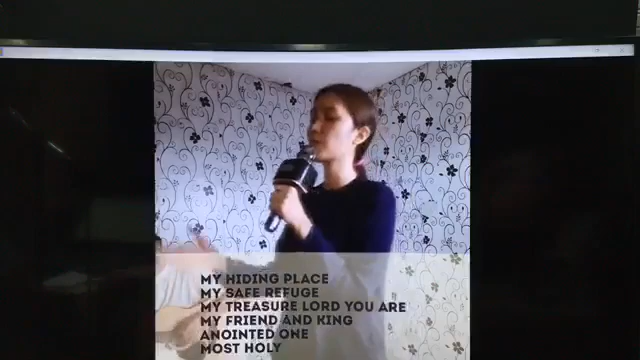 MY HIDING PLACE
MY SAFE REFUGE
MY TREASURE LORD YOU ARE
MY FRIEND AND KING
ANOINTED ONE
MOST HOLY